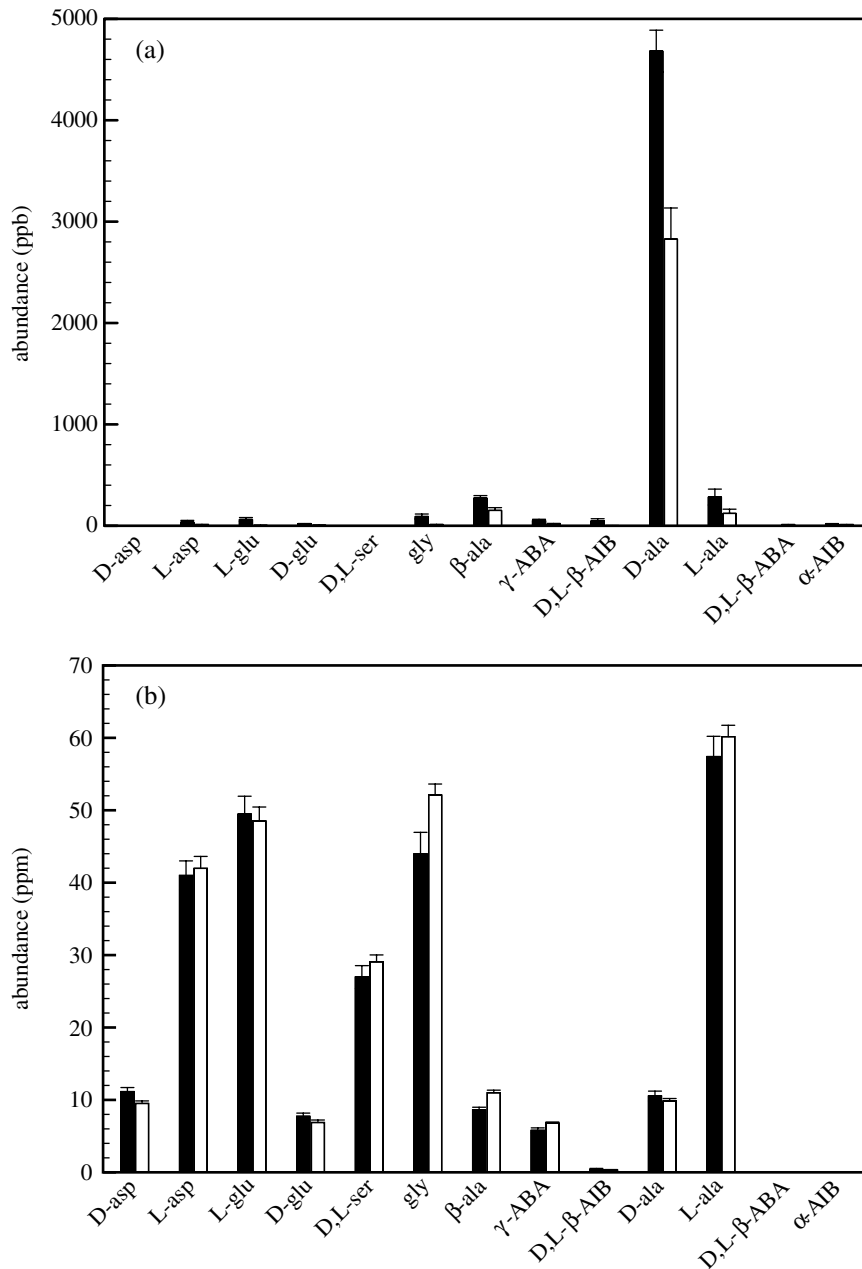 5000
(a)
4000
3000
2000
1000
0
abundance (ppb)
D-asp
L-asp
L-glu
D-glu
D,L-ser
gly
β-ala
γ-ABA
D,L-β-AIB
D-ala
L-ala
D,L-β-ABA
α-AIB
70
(b)
60
50
40
30
20
10
0
abundance (ppm)
D-asp
L-asp
L-glu
D-glu
D,L-ser
gly
β-ala
γ-ABA
D,L-β-AIB
D-ala
L-ala
D,L-β-ABA
α-AIB